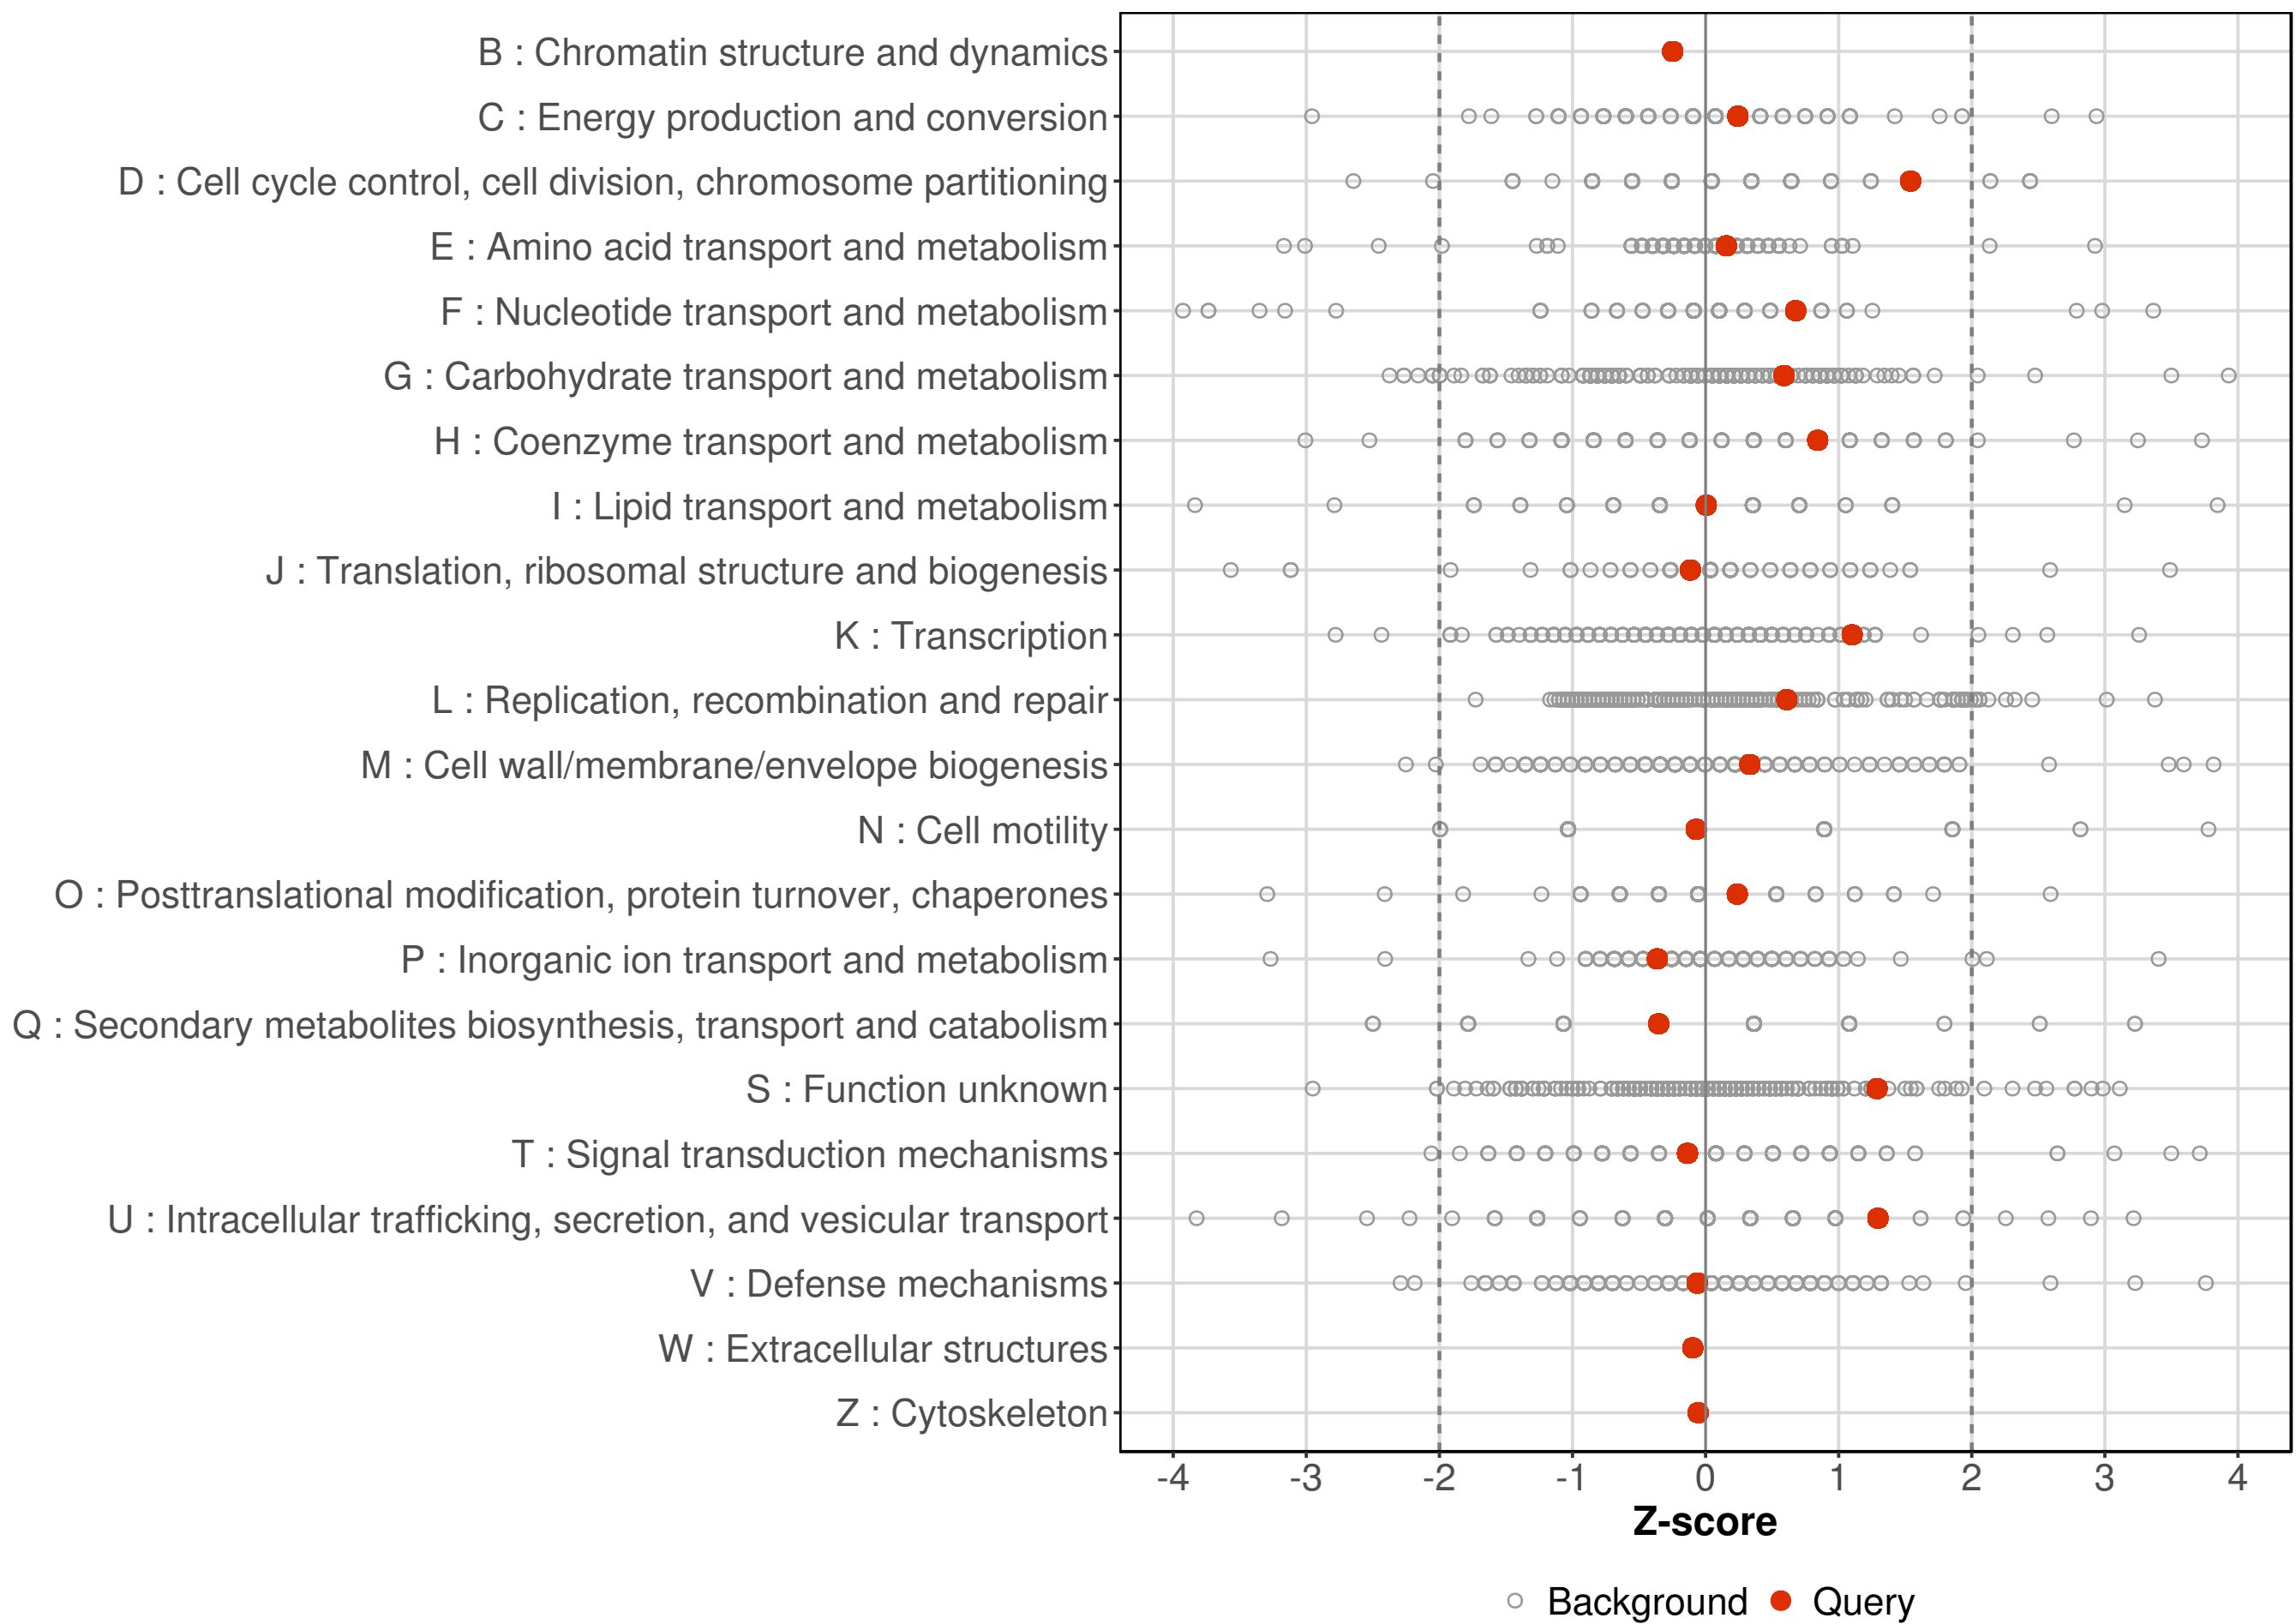 B : Chromatin structure and dynamics
C : Energy production and conversion
D : Cell cycle control, cell division, chromosome partitioning
E : Amino acid transport and metabolism
F : Nucleotide transport and metabolism
G : Carbohydrate transport and metabolism
H : Coenzyme transport and metabolism
I : Lipid transport and metabolism
J : Translation, ribosomal structure and biogenesis
K : Transcription
L : Replication, recombination and repair
M : Cell wall/membrane/envelope biogenesis
N : Cell motility
O : Posttranslational modification, protein turnover, chaperones
P : Inorganic ion transport and metabolism
Q : Secondary metabolites biosynthesis, transport and catabolism
S : Function unknown
T : Signal transduction mechanisms
U : Intracellular trafficking, secretion, and vesicular transport
V : Defense mechanisms
W : Extracellular structures
Z : Cytoskeleton
-4 -3 -2 -1 0 1 2 3 4
Z-score
Background Query